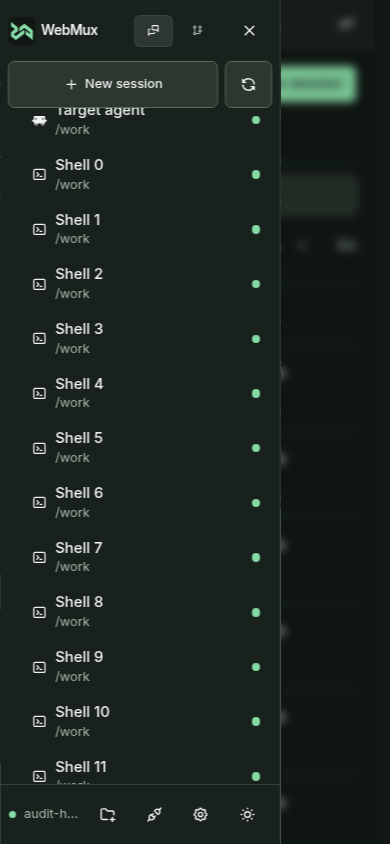 WebMux
New session
Target agent
/work
Shell 0
/work
Shell 1
/work
Shell 2
/work
Shell 3
/work
Shell 4
/work
Shell 5
/work
Shell 6
/work
Shell 7
/work
Shell 8
/work
Shell 9
/work
Shell 10
/work
Shell 11
audit-h...